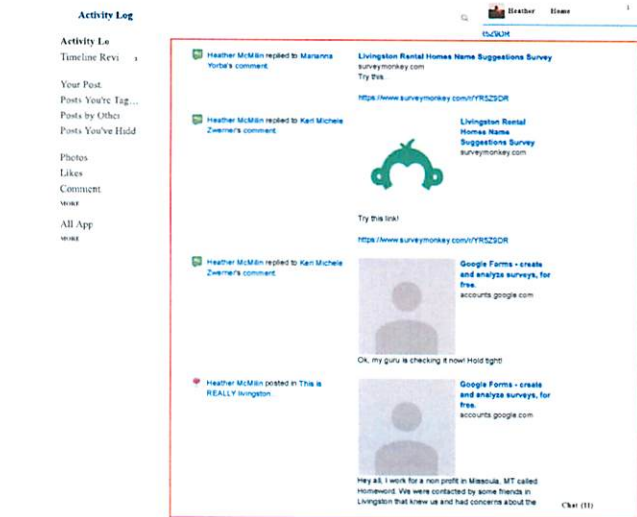 Activity Log
Heather Home
YR5Z9DR
Activity Lo
Timeline Revi
Your Post
Posts You're Tag...
Posts by Other
Posts You've Hidd
Photos
Likes
Comment
MORE
All App
MORE
Heather McMilin replied to Marianna
Yorba's comment.
Livingston Rental Homes Name Suggestions Survey
surveymonkey.com
Try this
https://www.surveymonkey.com/r/YR5Z9DR
Heather McMilin replied to Keri Michele
Zwerner's comment.
Livingston Rental
Homes Name
Suggestions Survey
surveymonkey.com
Try this link!
https://www.surveymonkey.com/r/YR5Z9DR
Heather McMilin replied to Keri Michele
Zwerner's comment.
Google Forms - create
and analyze surveys, for
free.
accounts.google.com
Ok, my guru is checking it now! Hold tight!
Heather McMilin posted in This is
REALLY livingston.
Google Forms - create
and analyze surveys, for
free.
accounts.google.com
Hey all, I work for a non profit in Missoula, MT called
Homeword. We were contacted by some friends in
Livingston that knew us and had concerns about the
Chat (11)